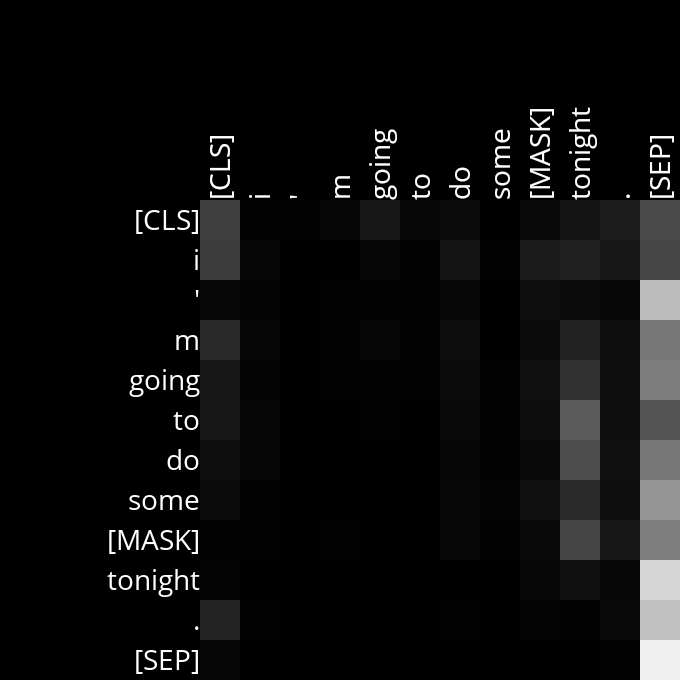 [CLS] i ' m going to do some [MASK] tonight . [SEP]
[CLS]
i
'
m
going
to
do
some
[MASK]
tonight
.
[SEP]